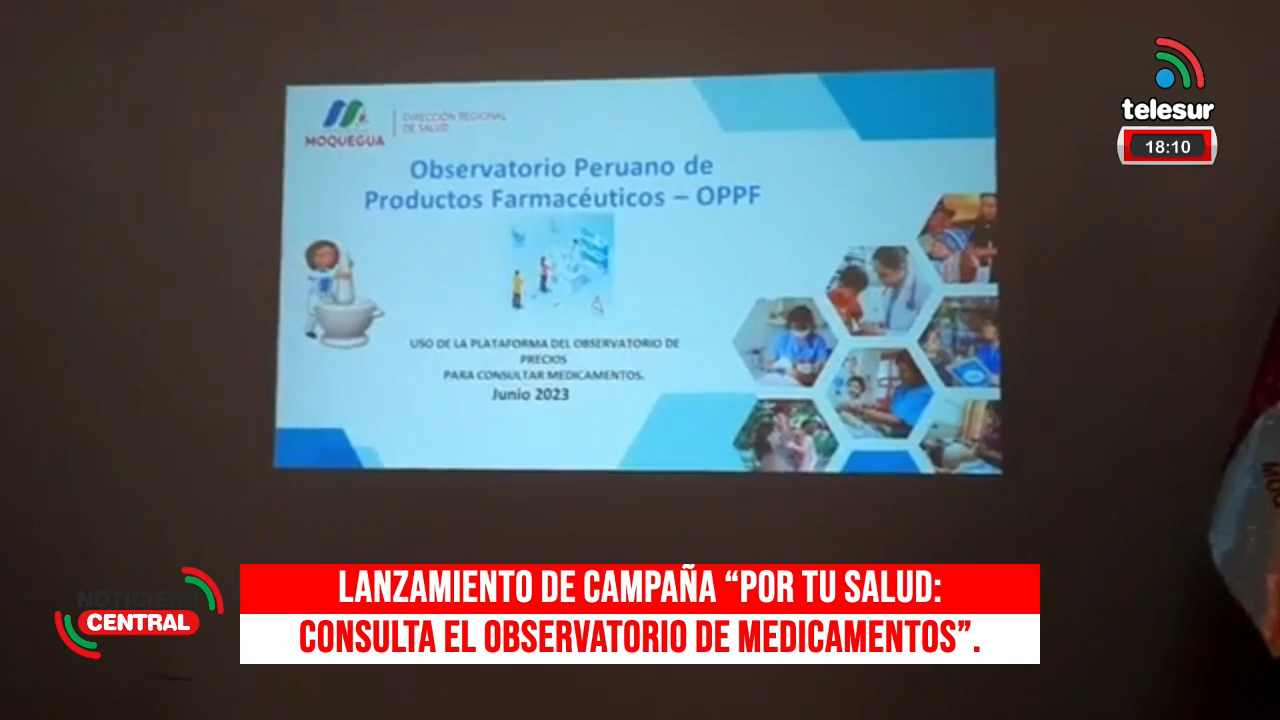 telesur
18:10
MOQUEGUA
DIRECCIÓN REGIONAL
DE SALUD
Observatorio Peruano de
Productos Farmacéuticos – OPPF
USO DE LA PLATAFORMA DEL OBSERVATORIO DE
PRECIOS
PARA CONSULTAR MEDICAMENTOS.
Junio 2023
NOTICIERO
CENTRAL
LANZAMIENTO DE CAMPAÑA “POR TU SALUD:
CONSULTA EL OBSERVATORIO DE MEDICAMENTOS”.